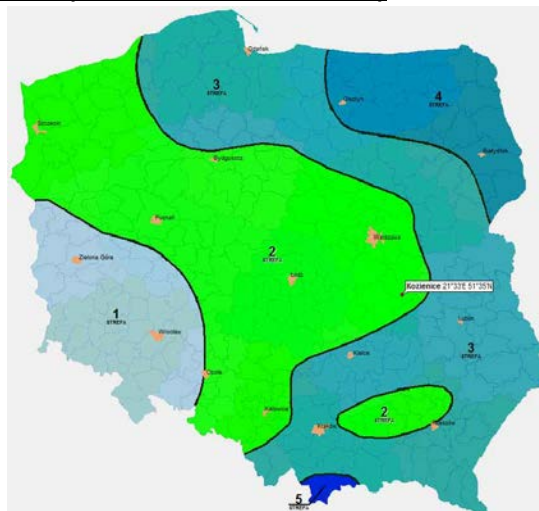 Gdańsk
3
STREFA
4
STREFA
Olsztyn
Szczecin
Białystok
Bydgoszcz
Poznań
Warszawa
2
STREFA
Zielona Góra
Łódź
Kozienice 21°33'E 51°35'N
1
STREFA
Wrocław
Lublin
3
STREFA
Kielce
Opole
Katowice
2
STREFA
Kraków
Rzeszów
5
STREFA